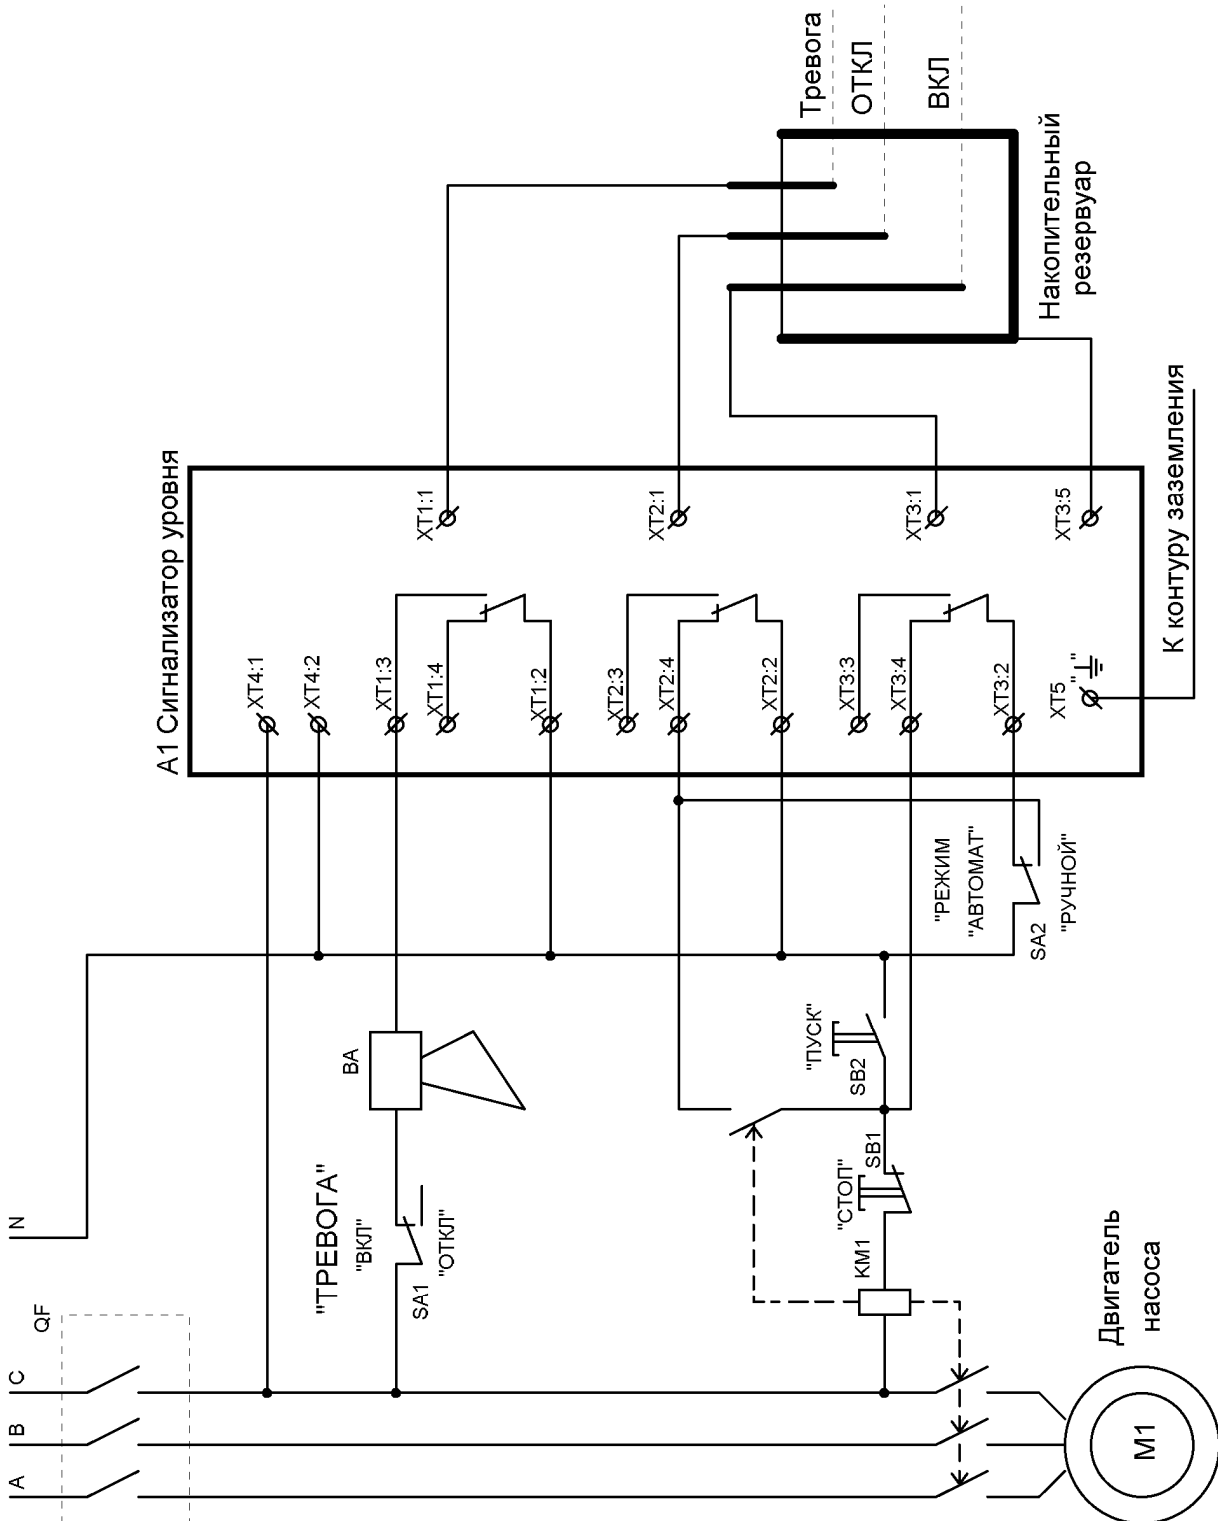 A
B
C
N
QF
"ТРЕВОГА"
"ВКЛ"
"ОТКЛ"
SA1
BA
KM1
"СТОП"
SB1
"ПУСК"
SB2
"РЕЖИМ
"АВТОМАТ"
"РУЧНОЙ"
SA2
Двигатель
насоса
M1
A1 Сигнализатор уровня
XT4:1
XT4:2
XT1:3
XT1:4
XT1:2
XT2:3
XT2:4
XT2:2
XT3:3
XT3:4
XT3:2
XT5 " "
XT1:1
XT2:1
XT3:1
XT3:5
К контуру заземления
Тревога
ОТКЛ
ВКЛ
Накопительный
резервуар